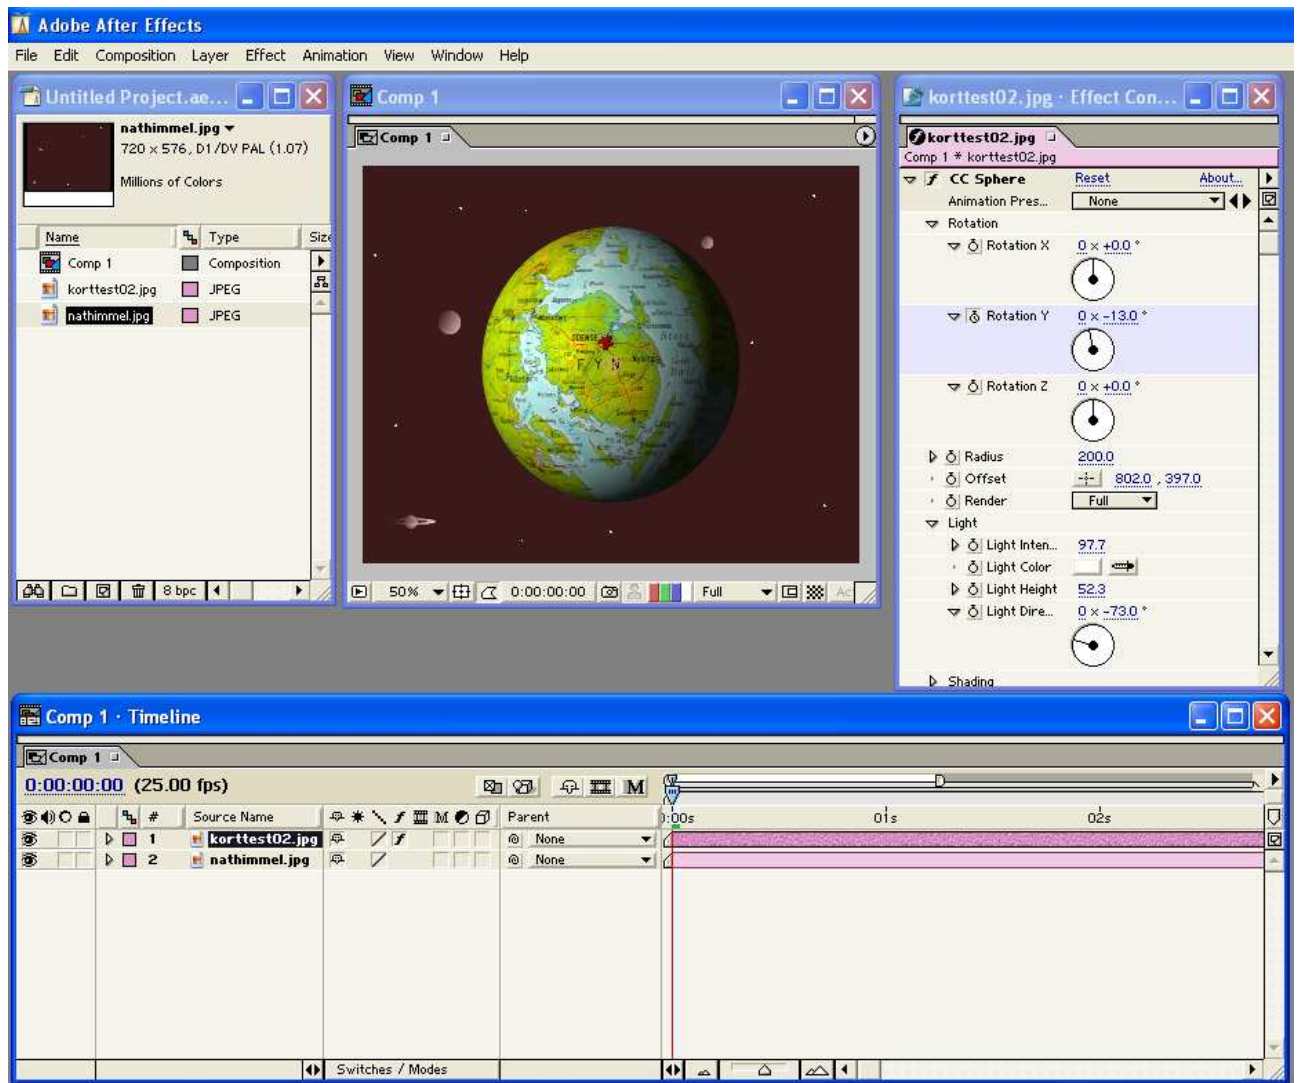 Adobe After Effects
File Edit Composition Layer Effect Animation View Window Help
Untitled Project.ae...
nathimmel.jpg
720 x 576, D1/DV PAL (1.07)
Millions of Colors
Name Type Size
Comp 1 Composition
korttest02.jpg JPEG
nathimmel.jpg JPEG
8 bpc
Comp 1
Comp 1
ODENSE
F Y N
50% 0:00:00:00 Full Ac
korttest02.jpg · Effect Con...
korttest02.jpg
Comp 1 * korttest02.jpg
CC Sphere Reset About...
Animation Pres... None
Rotation
Rotation X 0 x +0.0 °
Rotation Y 0 x -13.0 °
Rotation Z 0 x +0.0 °
Radius 200.0
Offset 802.0 , 397.0
Render Full
Light
Light Inten... 97.7
Light Color
Light Height 52.3
Light Dire... 0 x -73.0 °
Shading
Comp 1 · Timeline
Comp 1
0:00:00:00 (25.00 fps) M
# Source Name M Parent 0:00s 01s 02s
1 korttest02.jpg None
2 nathimmel.jpg None
Switches / Modes